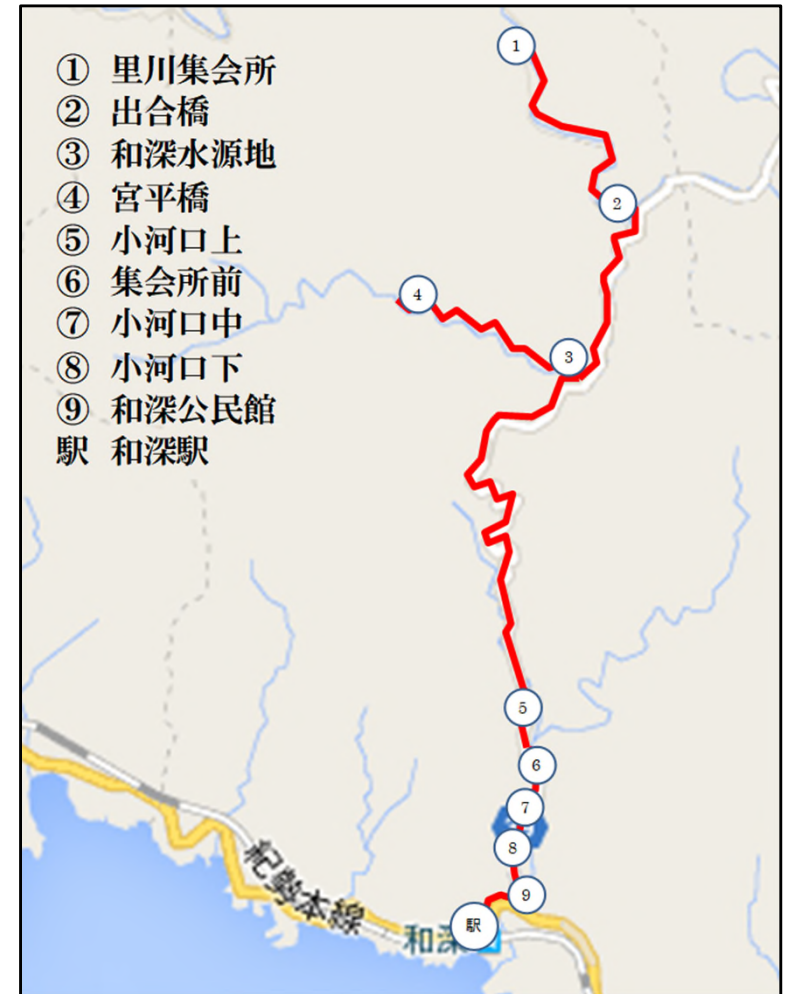 ① 里川集会所
② 出合橋
③ 和深水源地
④ 宮平橋
⑤ 小河口上
⑥ 集会所前
⑦ 小河口中
⑧ 小河口下
⑨ 和深公民館
駅 和深駅
1
2
4
3
5
6
7
8
9
駅
紀勢本線
和深